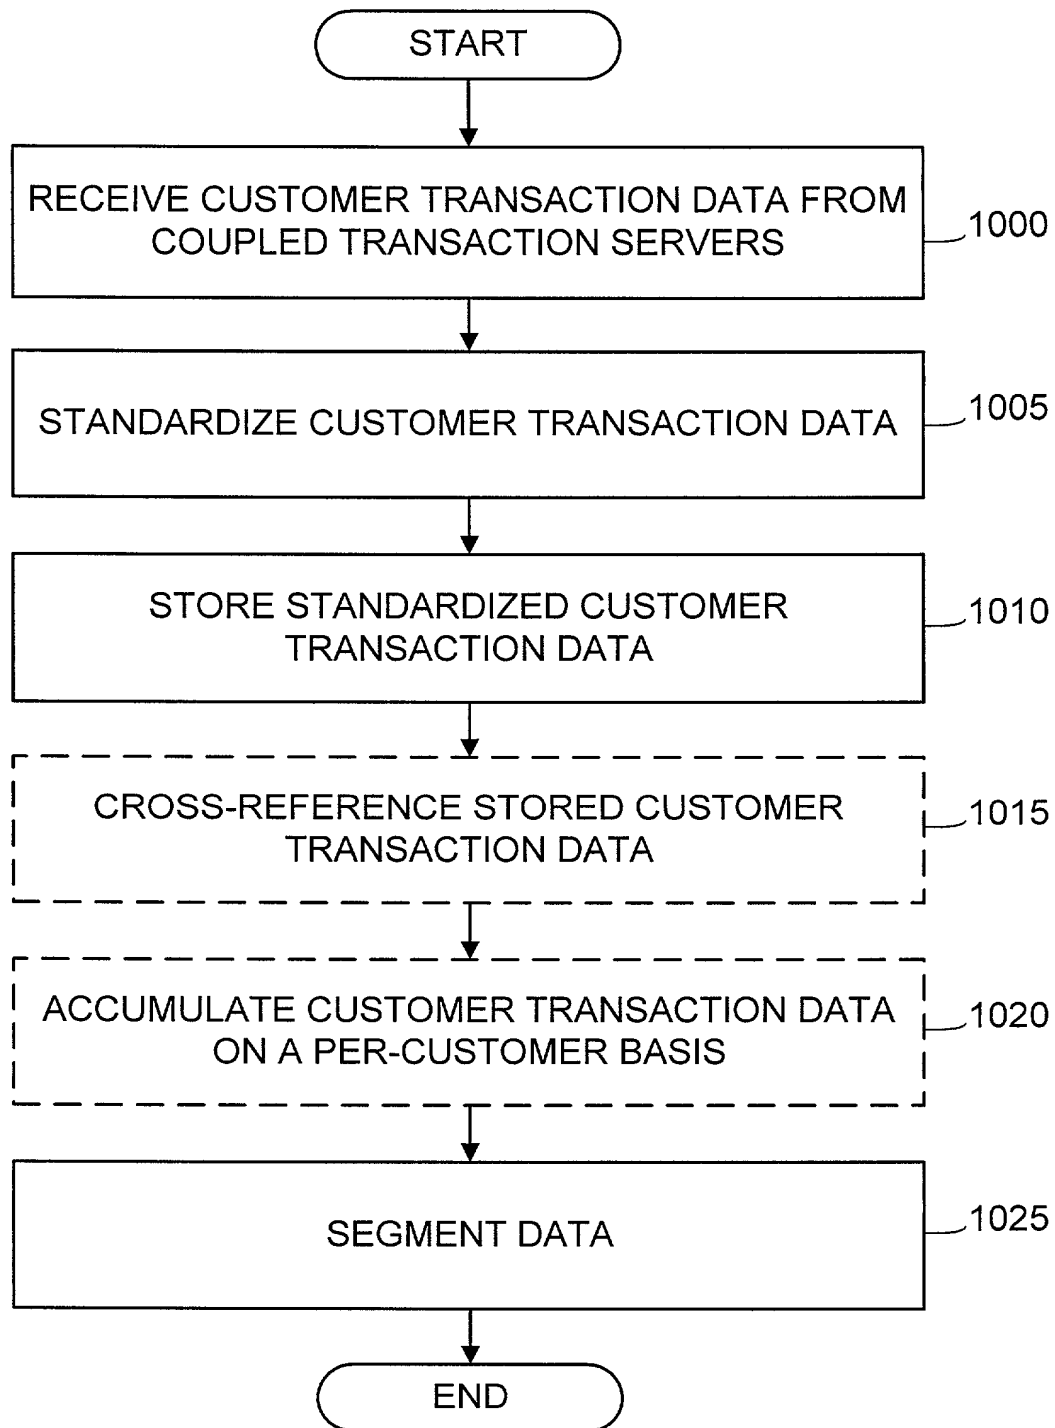 START
RECEIVE CUSTOMER TRANSACTION DATA FROM
COUPLED TRANSACTION SERVERS
1000
STANDARDIZE CUSTOMER TRANSACTION DATA
1005
STORE STANDARDIZED CUSTOMER
TRANSACTION DATA
1010
CROSS-REFERENCE STORED CUSTOMER
TRANSACTION DATA
1015
ACCUMULATE CUSTOMER TRANSACTION DATA
ON A PER-CUSTOMER BASIS
1020
SEGMENT DATA
1025
END